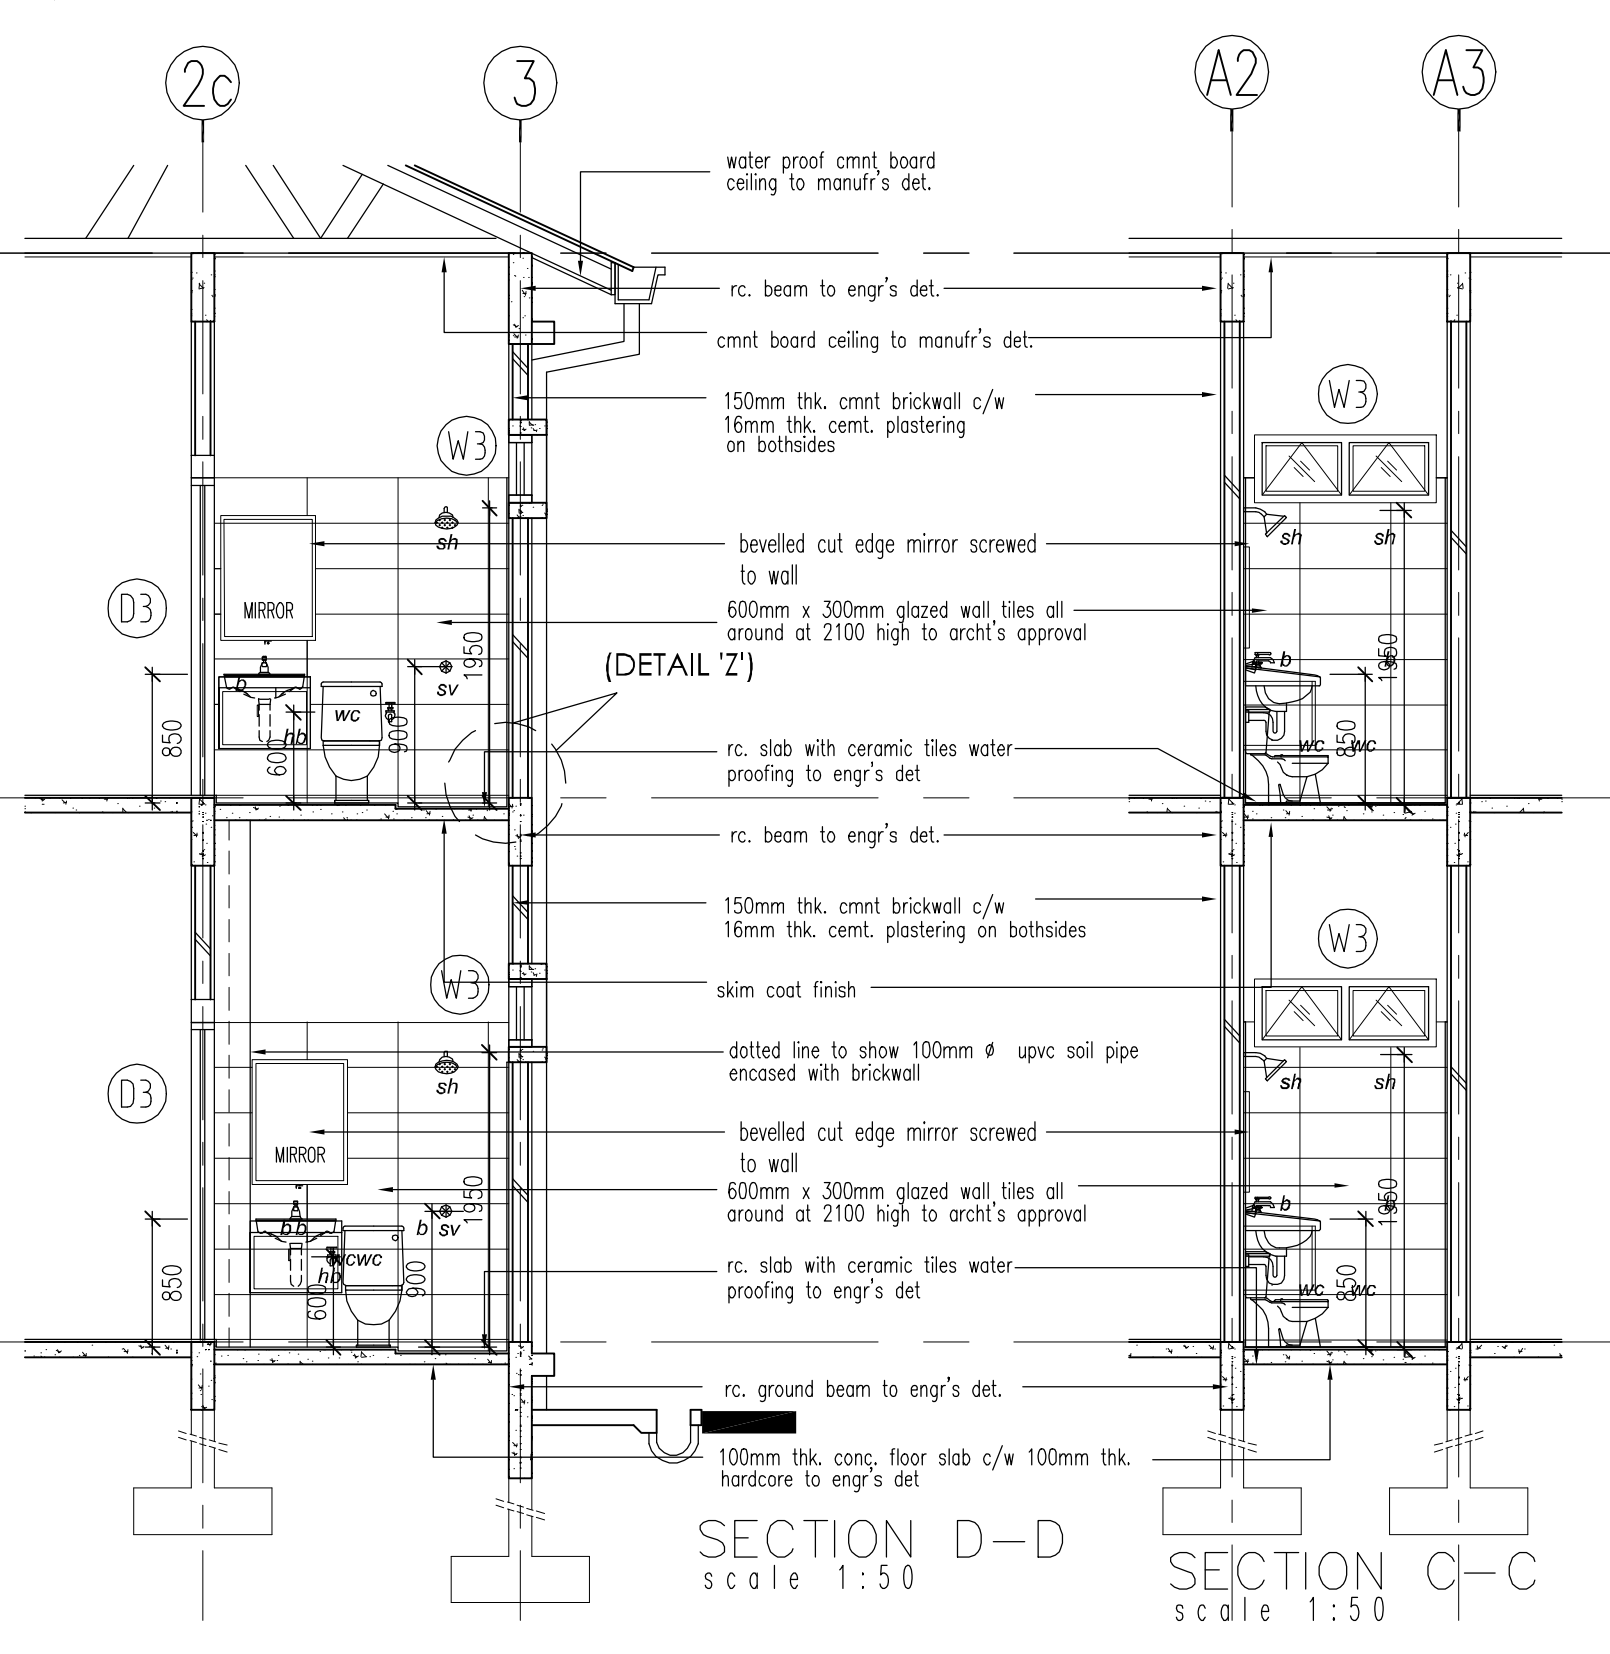 2c
3
A2
A3
water proof cmnt board
ceiling to manufr's det.
rc. beam to engr's det.
cmnt board ceiling to manufr's det.
150mm thk. cmnt brickwall c/w
16mm thk. cemt. plastering
on bothsides
W3
W3
bevelled cut edge mirror screwed
to wall
sh
sh
sh
D3
MIRROR
600mm x 300mm glazed wall tiles all
around at 2100 high to archt's approval
1950
1950
(DETAIL 'Z')
b
sv
b
b
wc
hb
850
600
900
rc. slab with ceramic tiles water
proofing to engr's det
wc
850
wc
rc. beam to engr's det.
150mm thk. cmnt brickwall c/w
16mm thk. cemt. plastering on bothsides
W3
W3
skim coat finish
dotted line to show 100mm ø upvc soil pipe
encased with brickwall
sh
sh
sh
D3
bevelled cut edge mirror screwed
to wall
MIRROR
600mm x 300mm glazed wall tiles all
around at 2100 high to archt's approval
1950
1950
bb
b
sv
b
b
wcwc
hb
850
600
900
rc. slab with ceramic tiles water
proofing to engr's det
wc
850
wc
rc. ground beam to engr's det.
100mm thk. conc. floor slab c/w 100mm thk.
hardcore to engr's det
SECTION D-D
scale 1:50
SECTION C-C
scale 1:50